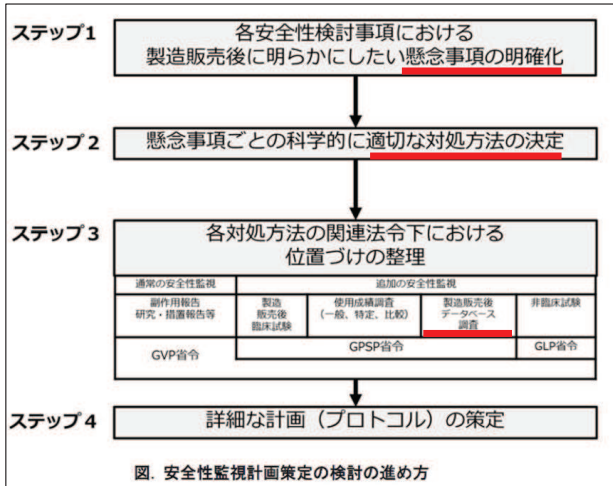 ステップ1
各安全性検討事項における
製造販売後に明らかにしたい懸念事項の明確化
ステップ2
懸念事項ごとの科学的に適切な対処方法の決定
ステップ3
各対処方法の関連法令下における
位置づけの整理
通常の安全性監視
追加の安全性監視
副作用報告
研究・措置報告等
製造
販売後
臨床試験
使用成績調査
(一般、特定、比較)
製造販売後
データベース
調査
非臨床試験
GVP省令
GPSP省令
GLP省令
ステップ4
詳細な計画（プロトコル）の策定
図. 安全性監視計画策定の検討の進め方